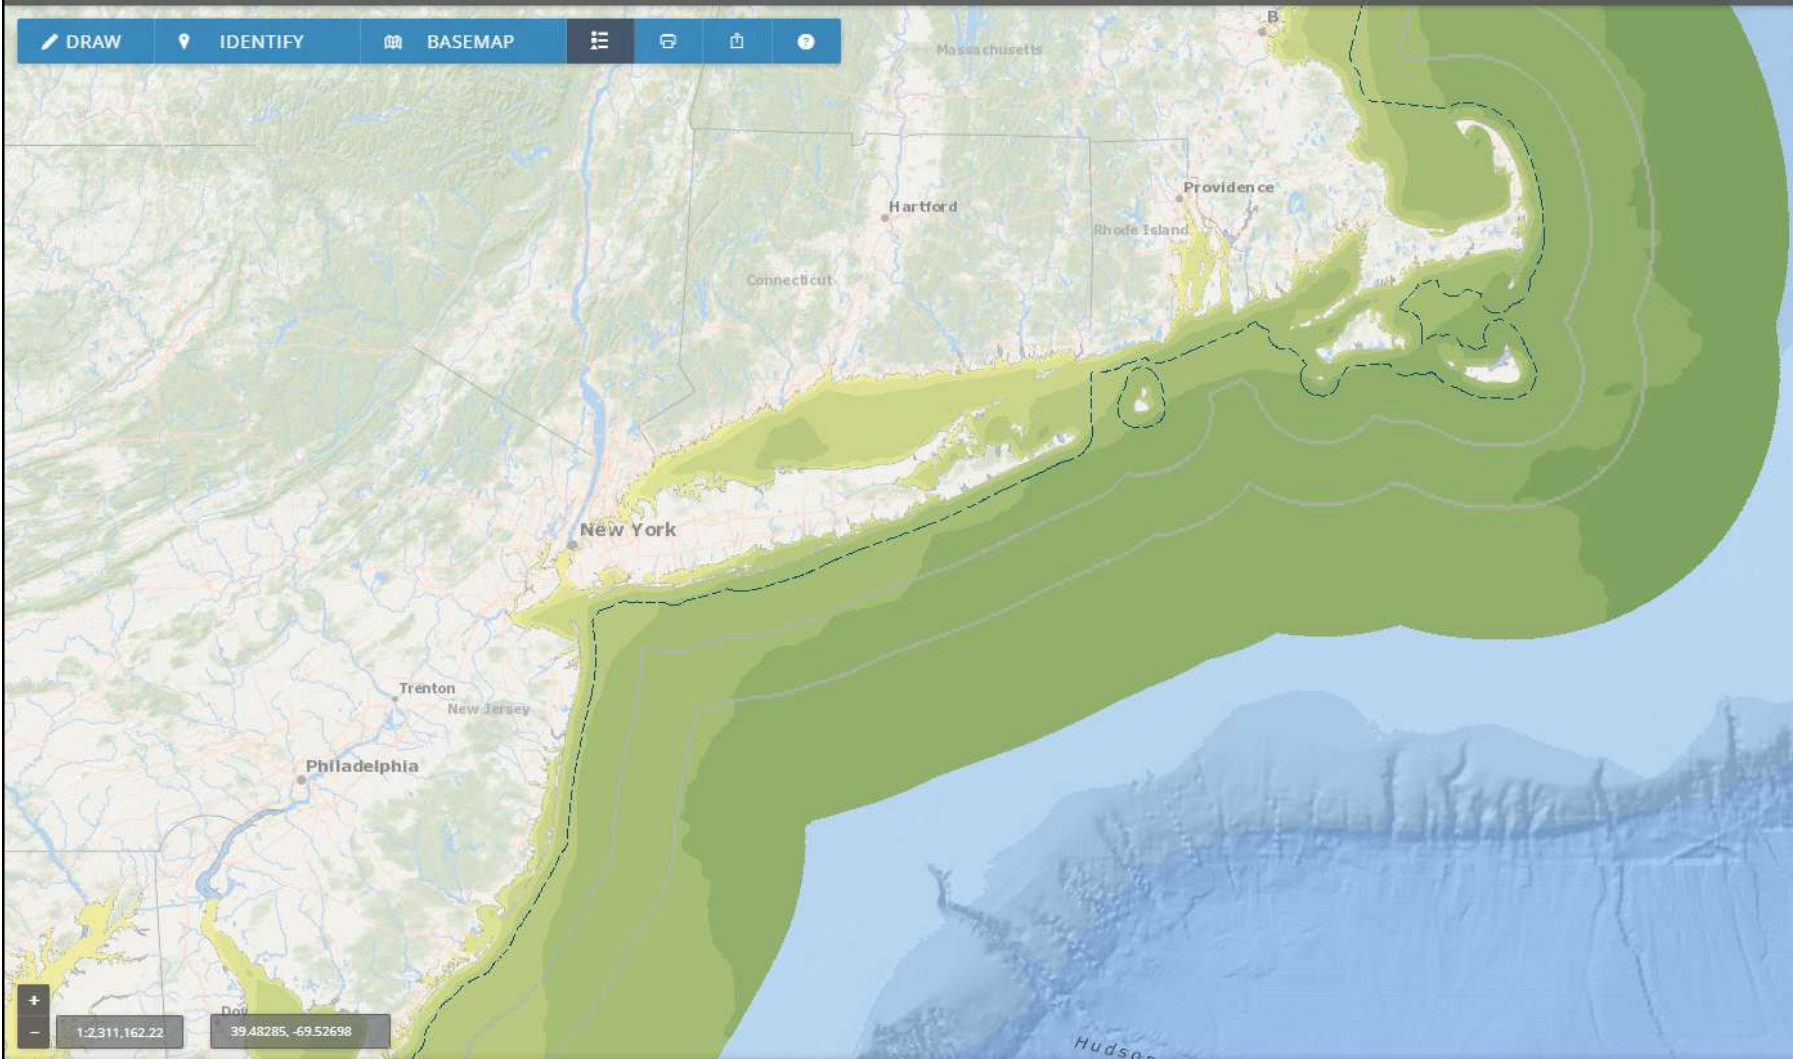 DRAW IDENTIFY BASEMAP
B
Massachusetts
Providence
Hartford
Rhode Island
Connecticut
New York
Trenton
New Jersey
Philadelphia
+
−
1:2,311,162.22
39.48285, -69.52698